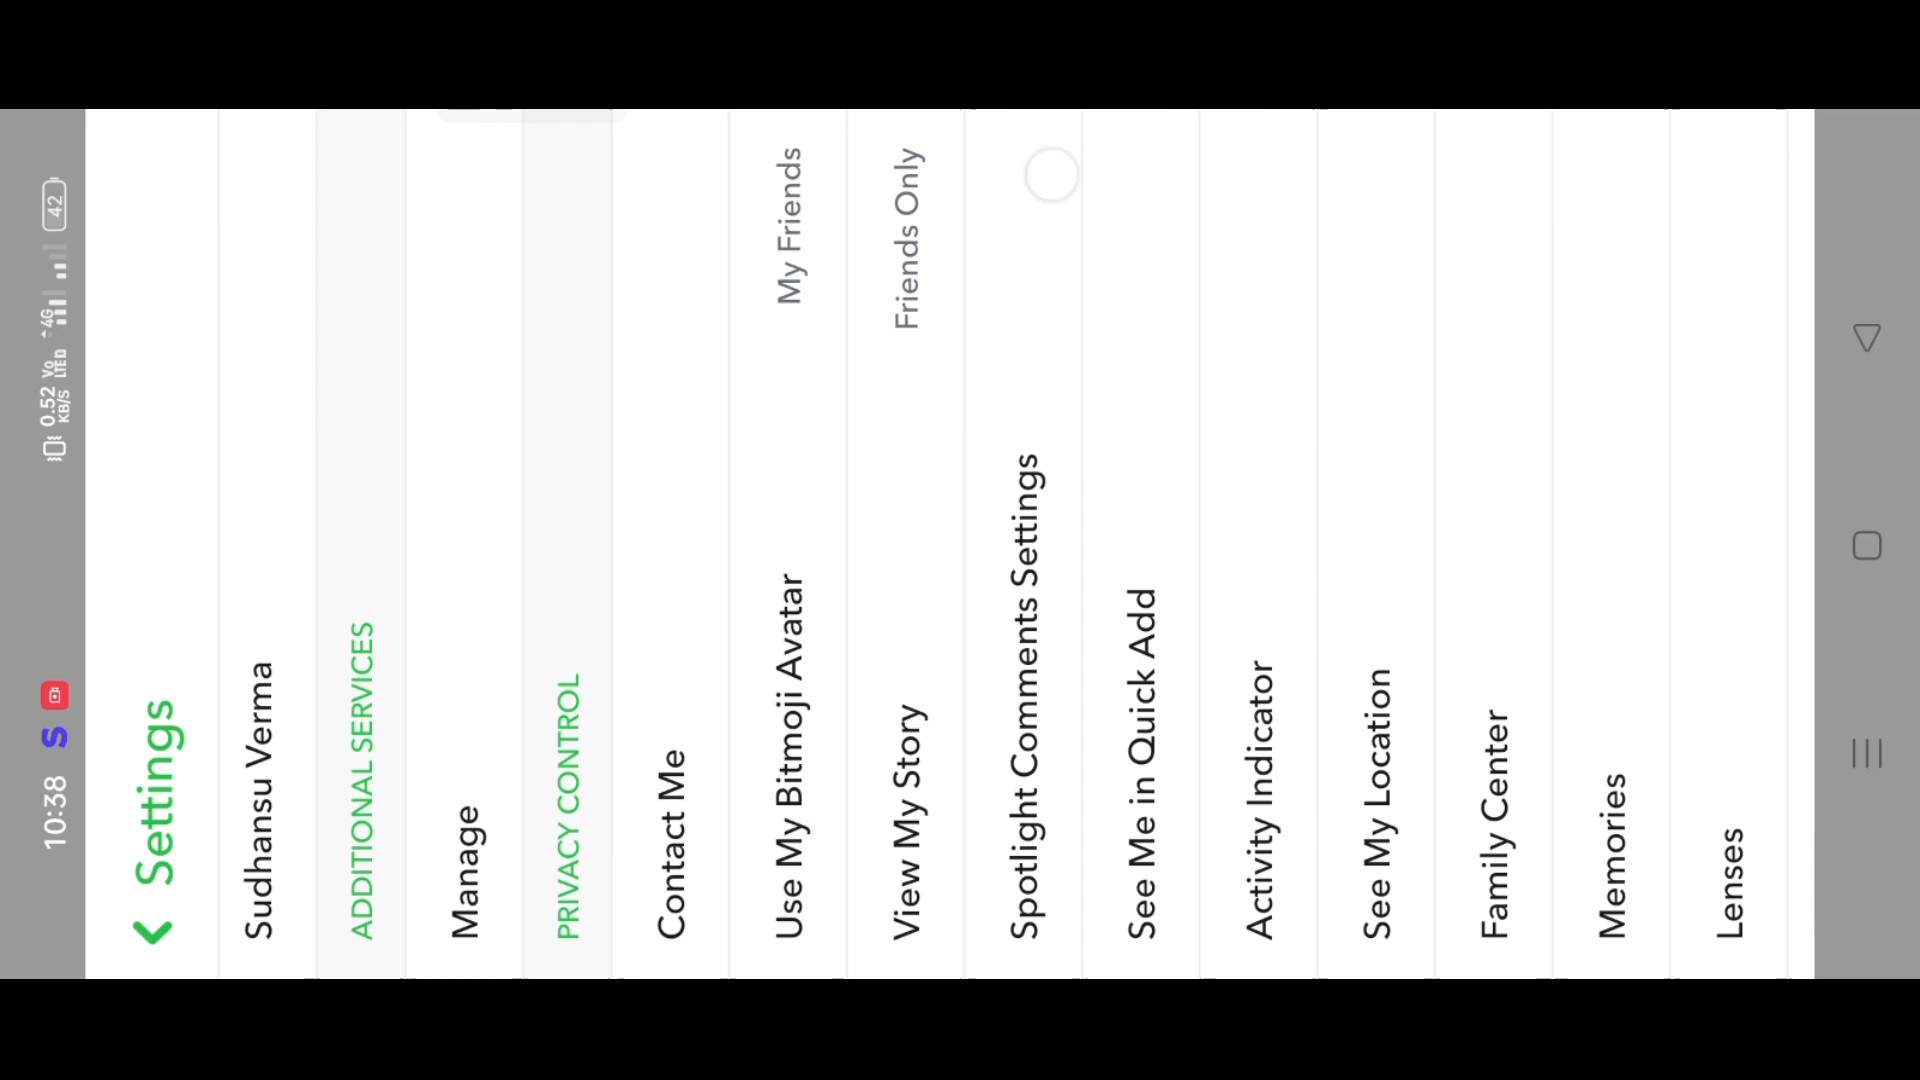 10:38 S 0.52 KB/S Vo LTED 4G 42
Settings
Sudhansu Verma
ADDITIONAL SERVICES
Manage
PRIVACY CONTROL
Contact Me
Use My Bitmoji Avatar My Friends
View My Story Friends Only
Spotlight Comments Settings
See Me in Quick Add
Activity Indicator
See My Location
Family Center
Memories
Lenses